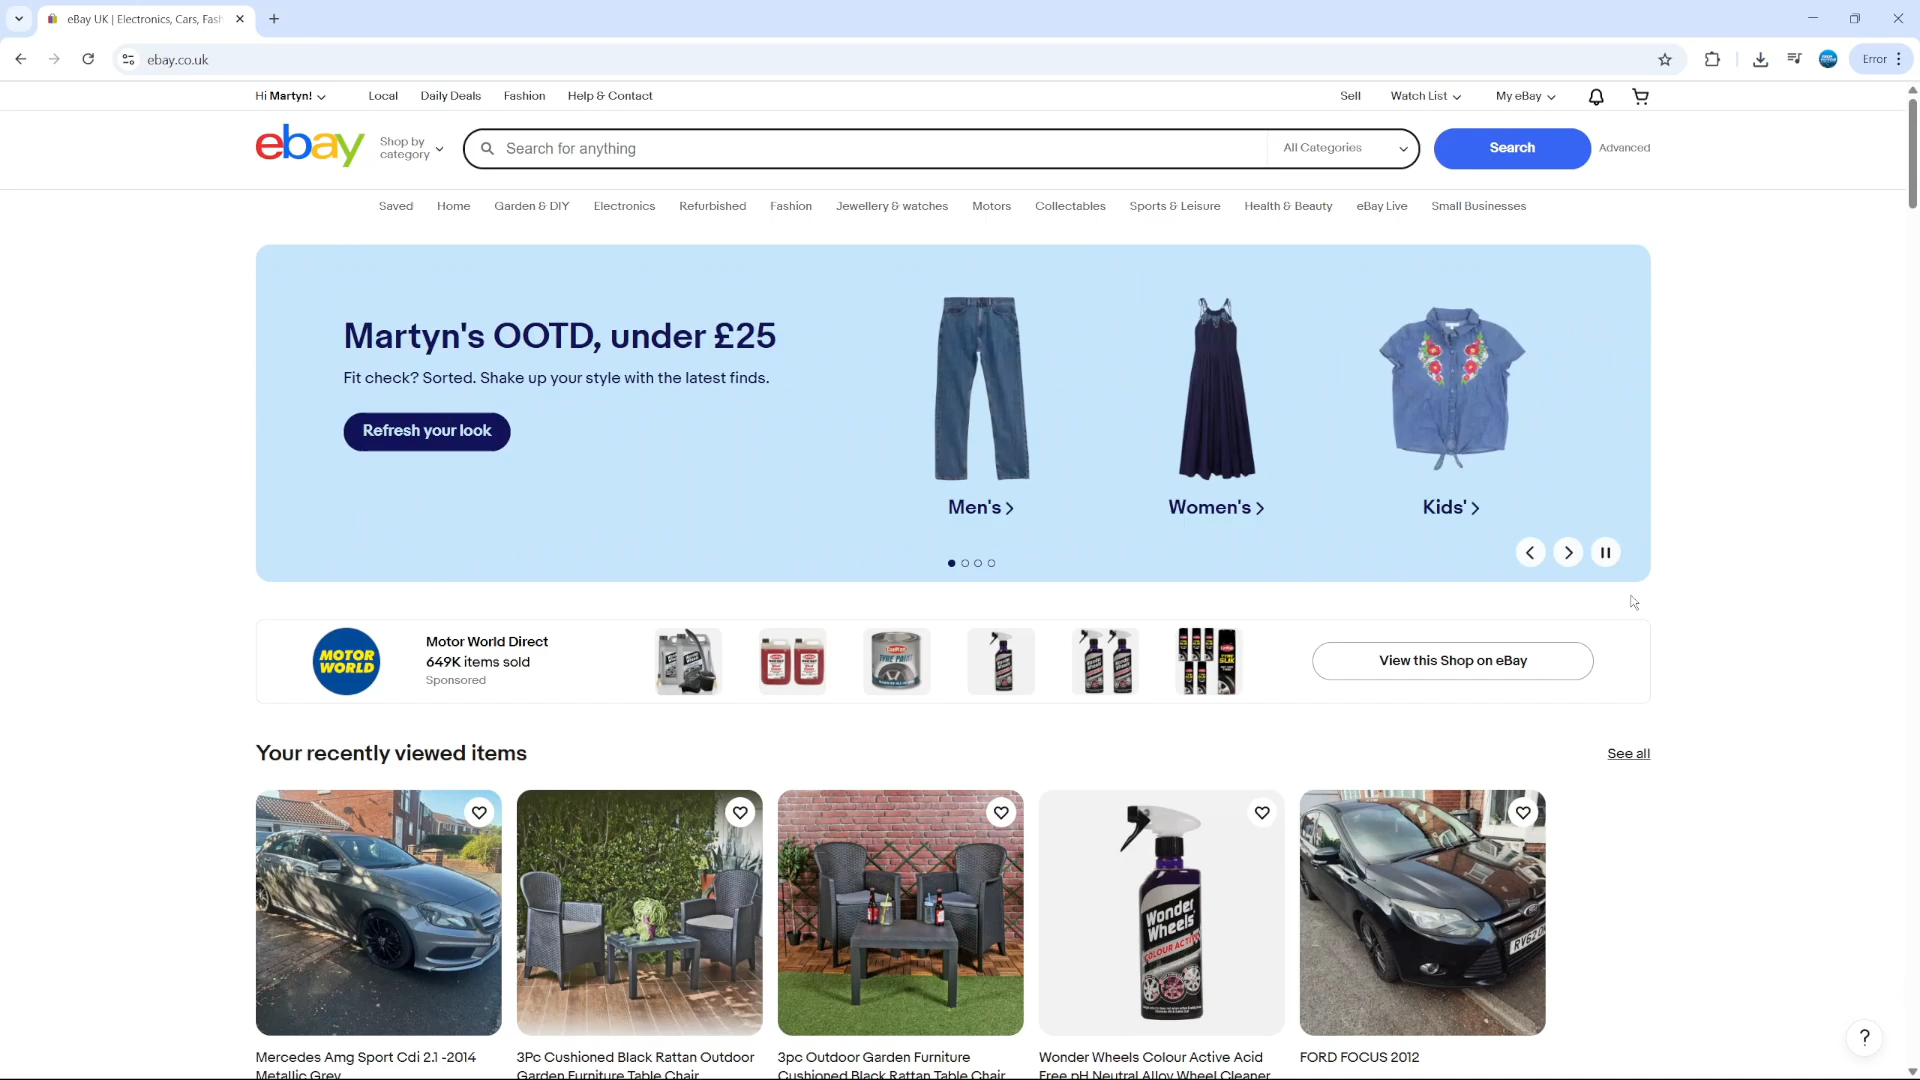 eBay UK | Electronics, Cars, Fash
ebay.co.uk
Error
Hi Martyn!
Local
Daily Deals
Fashion
Help & Contact
Sell
Watch List
My eBay
ebay
Shop by
category
Search for anything
All Categories
Search
Advanced
Saved
Home
Garden & DIY
Electronics
Refurbished
Fashion
Jewellery & watches
Motors
Collectables
Sports & Leisure
Health & Beauty
eBay Live
Small Businesses
Martyn's OOTD, under £25
Fit check? Sorted. Shake up your style with the latest finds.
Refresh your look
Men's
Women's
Kids'
MOTOR
WORLD
Motor World Direct
649K items sold
Sponsored
View this Shop on eBay
Your recently viewed items
See all
Wonder
Wheels
COLOUR ACTIVE
RV62
Mercedes Amg Sport Cdi 2.1 -2014
Metallic Grey
3Pc Cushioned Black Rattan Outdoor
Garden Furniture Table Chair
3pc Outdoor Garden Furniture
Cushioned Black Rattan Table Chair
Wonder Wheels Colour Active Acid
Free pH Neutral Alloy Wheel Cleaner
FORD FOCUS 2012
?